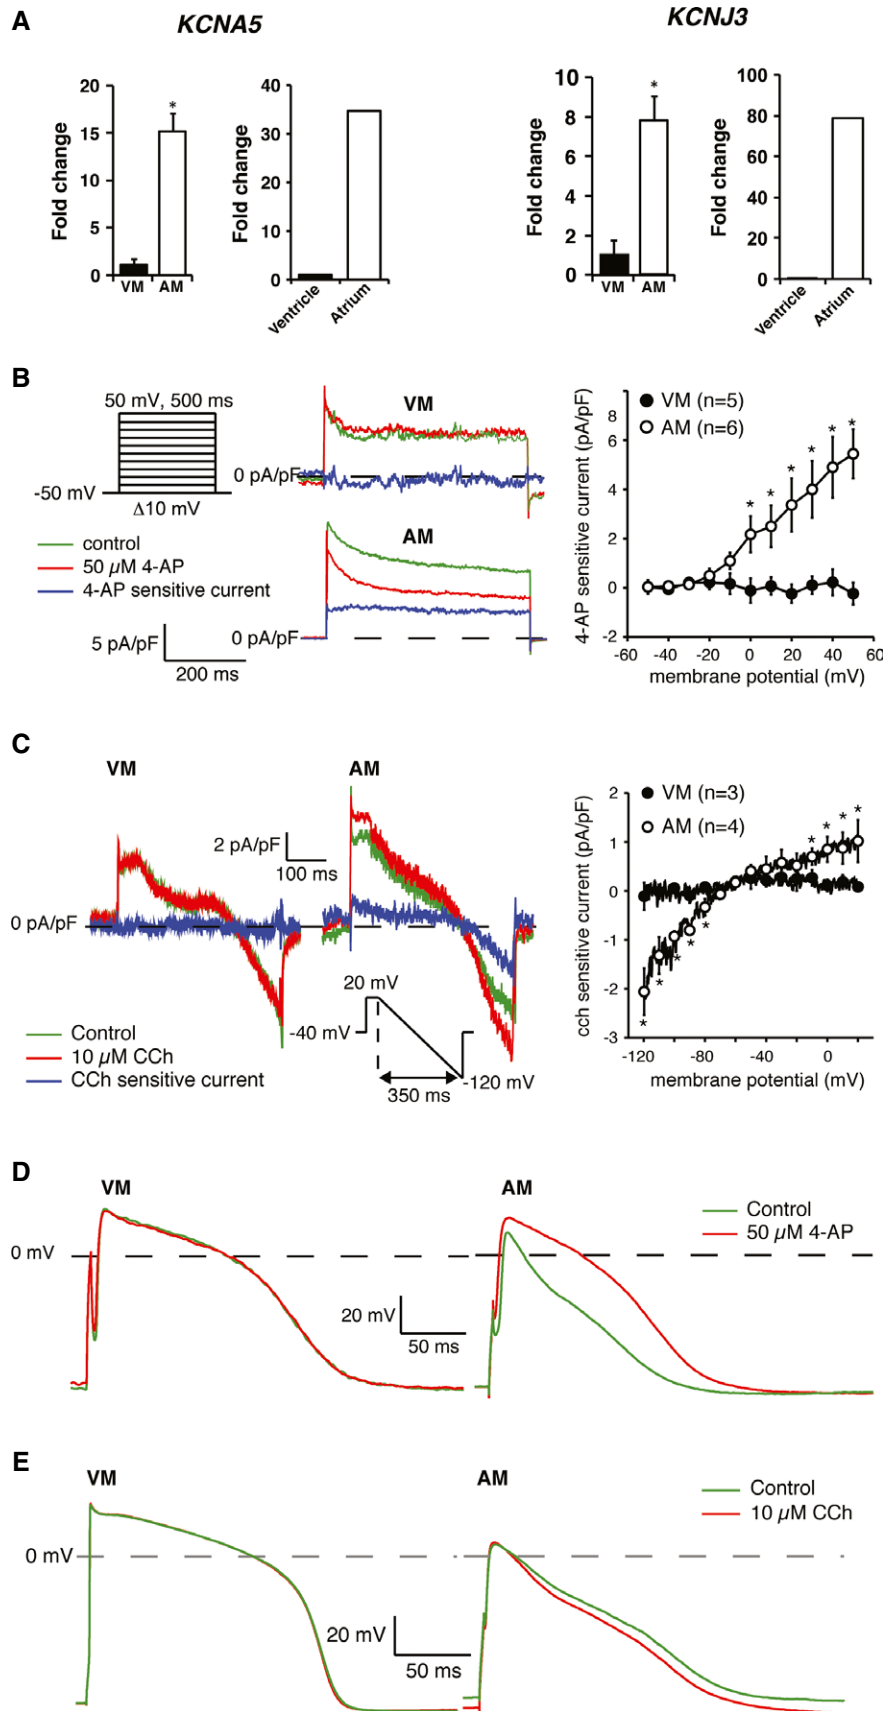 A
KCNA5
KCNJ3
Fold change
20
15
10
5
0
*
VM
AM
Fold change
40
30
20
10
0
Ventricle
Atrium
Fold change
10
8
6
4
2
0
*
VM
AM
Fold change
100
80
60
40
20
0
Ventricle
Atrium
B
50 mV, 500 ms
-50 mV
Δ10 mV
control
50 µM 4-AP
4-AP sensitive current
5 pA/pF
200 ms
VM
0 pA/pF
AM
0 pA/pF
4-AP sensitive current (pA/pF)
8
6
4
2
0
-2
VM (n=5)
AM (n=6)
* * * * * *
-60 -40 -20 0 20 40 60
membrane potential (mV)
C
VM
AM
2 pA/pF
100 ms
0 pA/pF
20 mV
-40 mV
-120 mV
350 ms
Control
10 µM CCh
CCh sensitive current
cch sensitive current (pA/pF)
2
1
0
-1
-2
-3
VM (n=3)
AM (n=4)
* * * *
* * * * *
-120 -80 -40 0
membrane potential (mV)
D
VM
AM
Control
50 µM 4-AP
0 mV
20 mV
50 ms
E
VM
AM
Control
10 µM CCh
0 mV
20 mV
50 ms